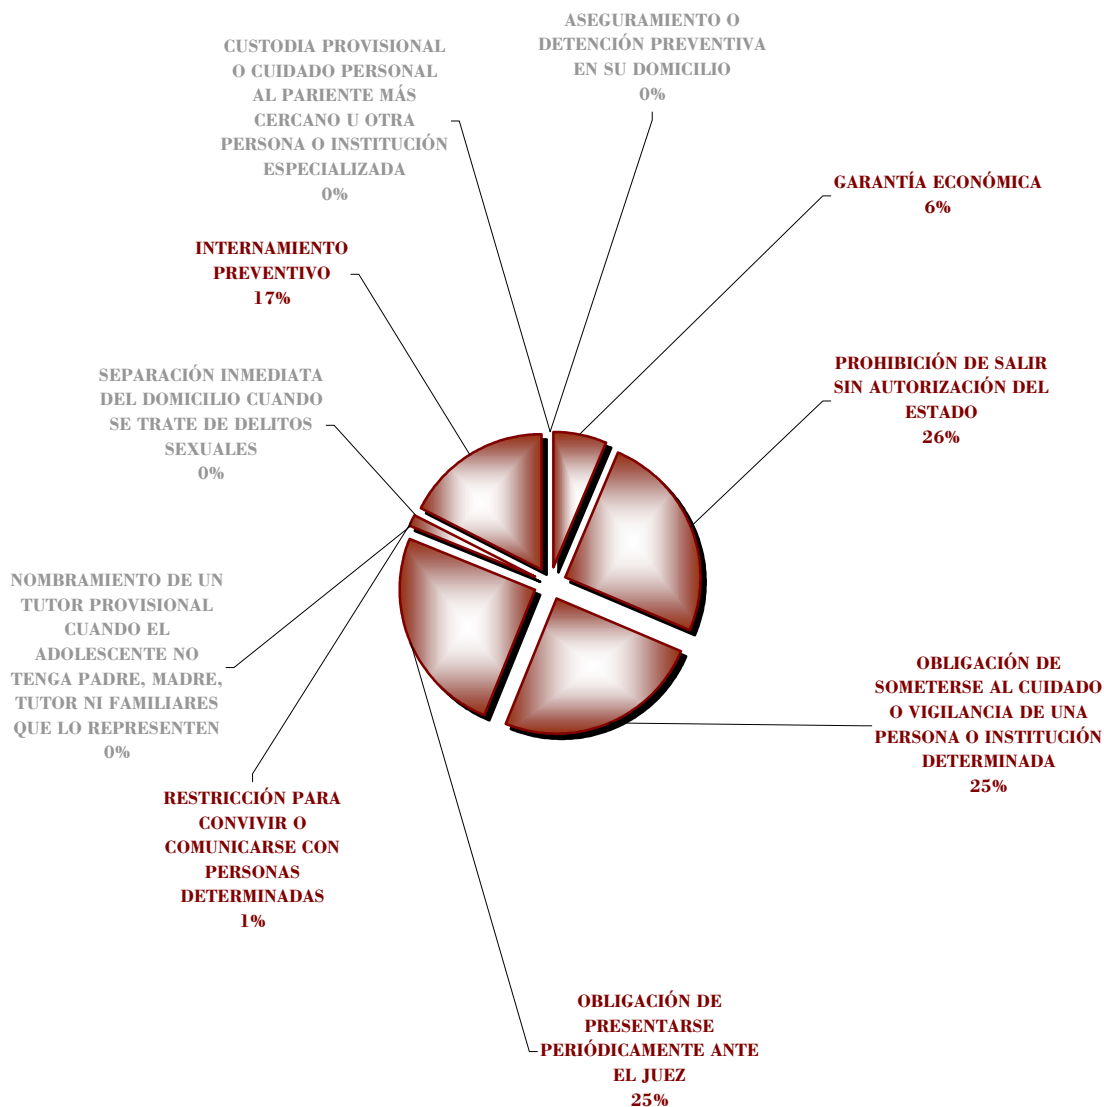 ASEGURAMIENTO O
DETENCIÓN PREVENTIVA
EN SU DOMICILIO
0%
CUSTODIA PROVISIONAL
O CUIDADO PERSONAL
AL PARIENTE MÁS
CERCANO U OTRA
PERSONA O INSTITUCIÓN
ESPECIALIZADA
0%
GARANTÍA ECONÓMICA
6%
INTERNAMIENTO
PREVENTIVO
17%
PROHIBICIÓN DE SALIR
SIN AUTORIZACIÓN DEL
ESTADO
26%
SEPARACIÓN INMEDIATA
DEL DOMICILIO CUANDO
SE TRATE DE DELITOS
SEXUALES
0%
NOMBRAMIENTO DE UN
TUTOR PROVISIONAL
CUANDO EL
ADOLESCENTE NO
TENGA PADRE, MADRE,
TUTOR NI FAMILIARES
QUE LO REPRESENTEN
0%
OBLIGACIÓN DE
SOMETERSE AL CUIDADO
O VIGILANCIA DE UNA
PERSONA O INSTITUCIÓN
DETERMINADA
25%
RESTRICCIÓN PARA
CONVIVIR O
COMUNICARSE CON
PERSONAS
DETERMINADAS
1%
OBLIGACIÓN DE
PRESENTARSE
PERIÓDICAMENTE ANTE
EL JUEZ
25%